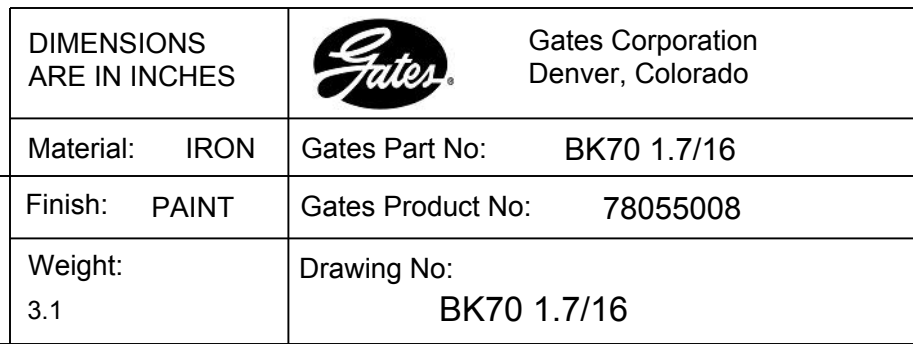 DIMENSIONS
ARE IN INCHES
Gates®
Gates Corporation
Denver, Colorado
Material: IRON
Gates Part No: BK70 1.7/16
Finish: PAINT
Gates Product No: 78055008
Weight:
3.1
Drawing No:
BK70 1.7/16